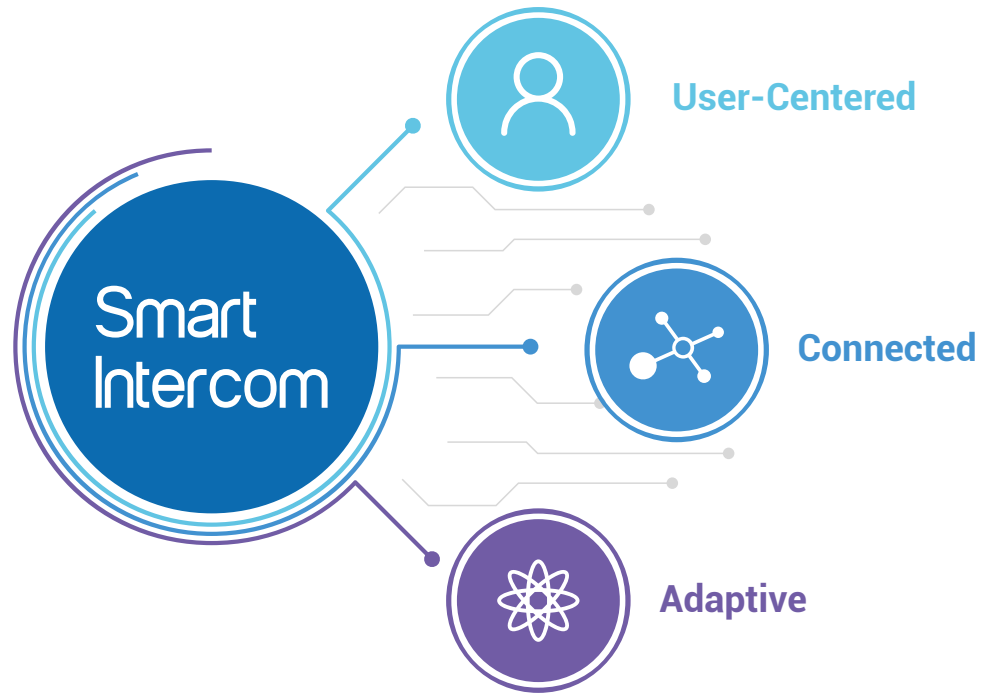 User-Centered
Smart
Intercom
Connected
Adaptive